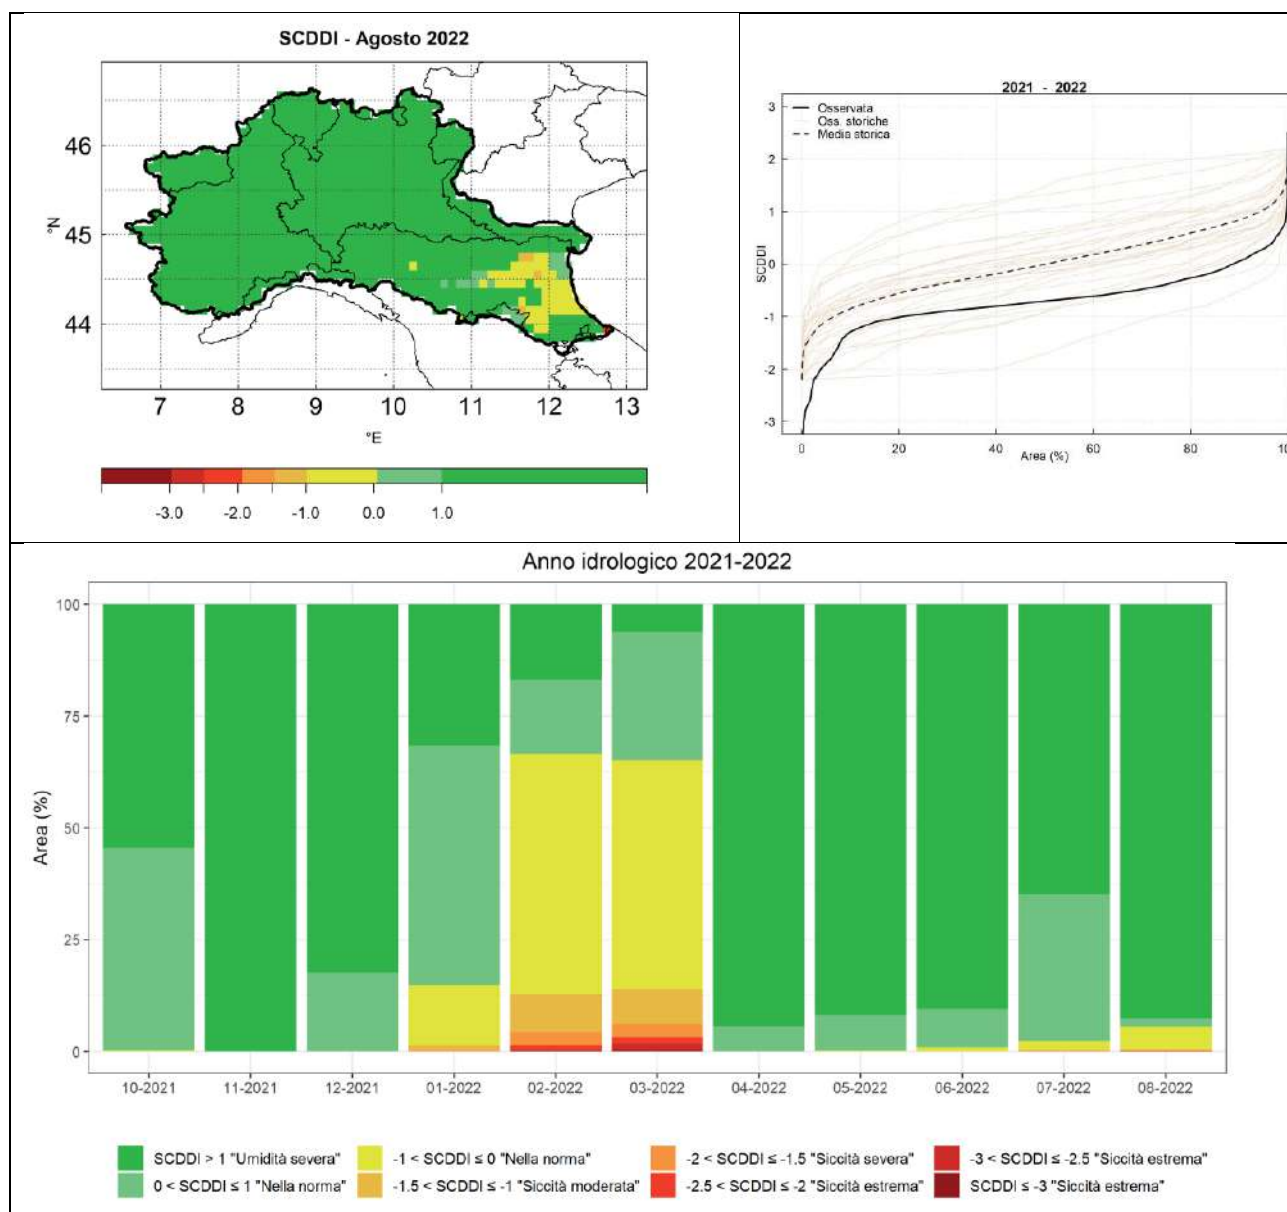 SCDDI - Agosto 2022
46
45
44
°N
7 8 9 10 11 12 13
°E
-3.0 -2.0 -1.0 0.0 1.0
2021 - 2022
Osservata
Oss. storiche
Media storica
3
2
1
0
-1
-2
-3
SCDDI
0 20 40 60 80 10
Area (%)
Anno idrologico 2021-2022
100
75
50
25
0
Area (%)
10-2021 11-2021 12-2021 01-2022 02-2022 03-2022 04-2022 05-2022 06-2022 07-2022 08-2022
SCDDI > 1 "Umidità severa" -1 < SCDDI ≤ 0 "Nella norma" -2 < SCDDI ≤ -1.5 "Siccità severa" -3 < SCDDI ≤ -2.5 "Siccità estrema"
0 < SCDDI ≤ 1 "Nella norma" -1.5 < SCDDI ≤ -1 "Siccità moderata" -2.5 < SCDDI ≤ -2 "Siccità estrema" SCDDI ≤ -3 "Siccità estrema"